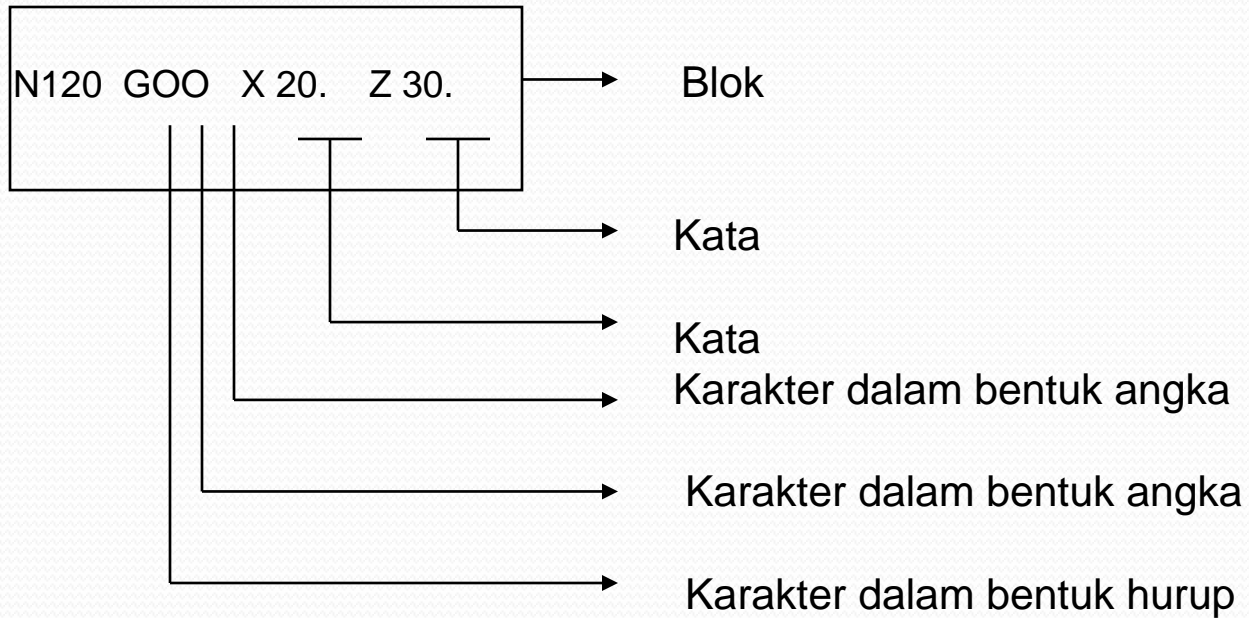 N120 GOO X 20. Z 30.
Blok
Kata
Kata
Karakter dalam bentuk angka
Karakter dalam bentuk angka
Karakter dalam bentuk hurup